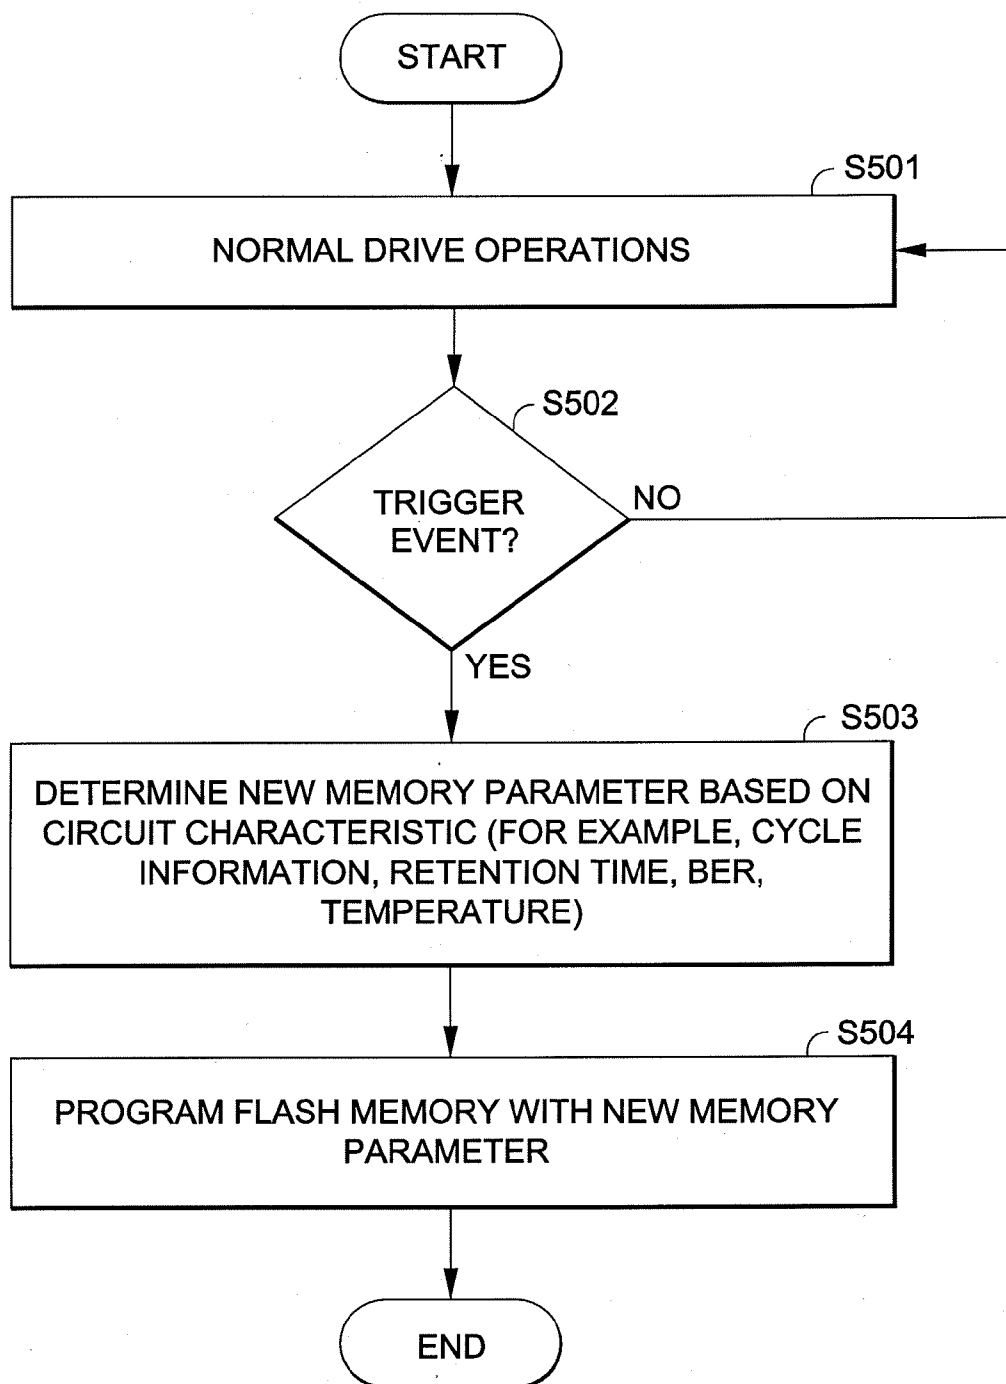 START
S501
NORMAL DRIVE OPERATIONS
S502
TRIGGER
EVENT?
NO
YES
S503
DETERMINE NEW MEMORY PARAMETER BASED ON
CIRCUIT CHARACTERISTIC (FOR EXAMPLE, CYCLE
INFORMATION, RETENTION TIME, BER,
TEMPERATURE)
S504
PROGRAM FLASH MEMORY WITH NEW MEMORY
PARAMETER
END